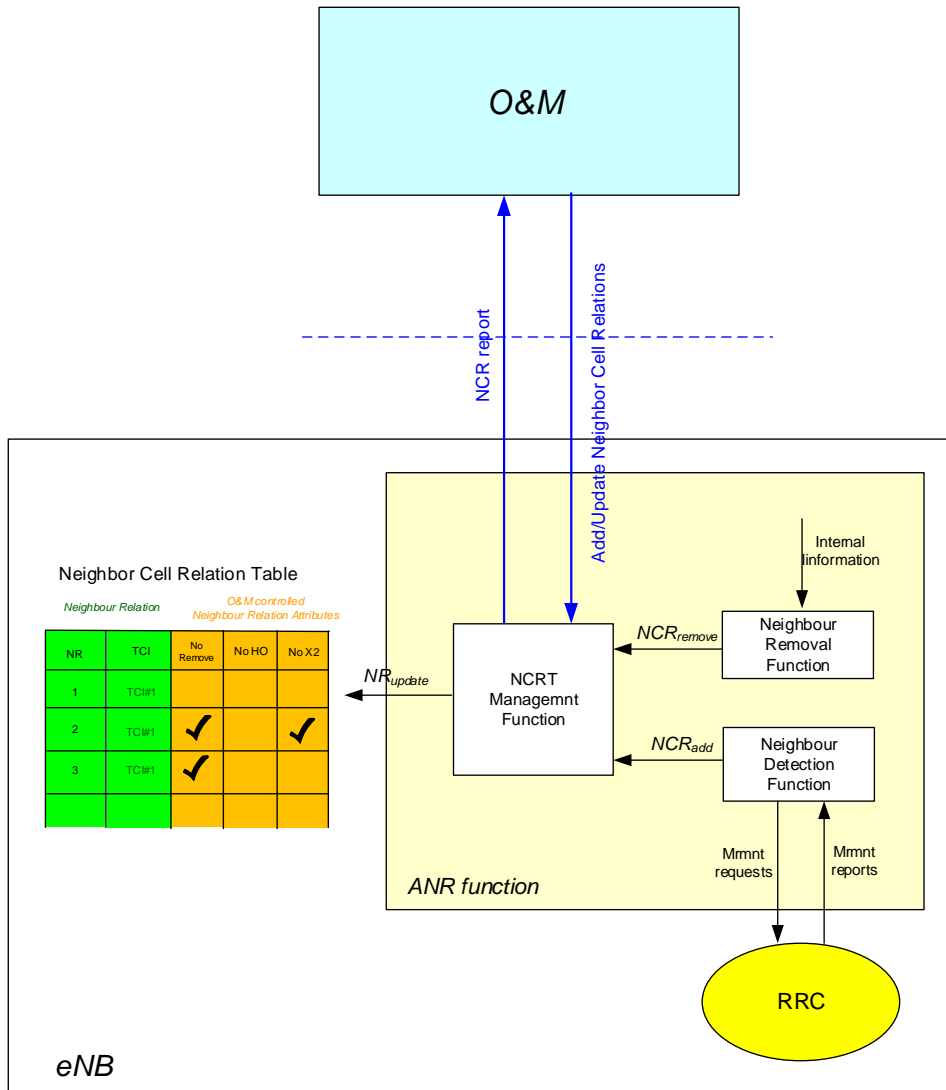 O&M
NCR report
Add/Update Neighbor Cell Relations
Internal
Iinformation
Neighbor Cell Relation Table
Neighbour Relation
O&M controlled
Neighbour Relation Attributes
NR
TCI
No
Remove
No HO
No X2
1
TCI#1
2
TCI#1
3
TCI#1
NRupdate
NCRT
Managemnt
Function
NCRremove
Neighbour
Removal
Function
NCRadd
Neighbour
Detection
Function
Mrmnt
requests
Mrmnt
reports
ANR function
RRC
eNB